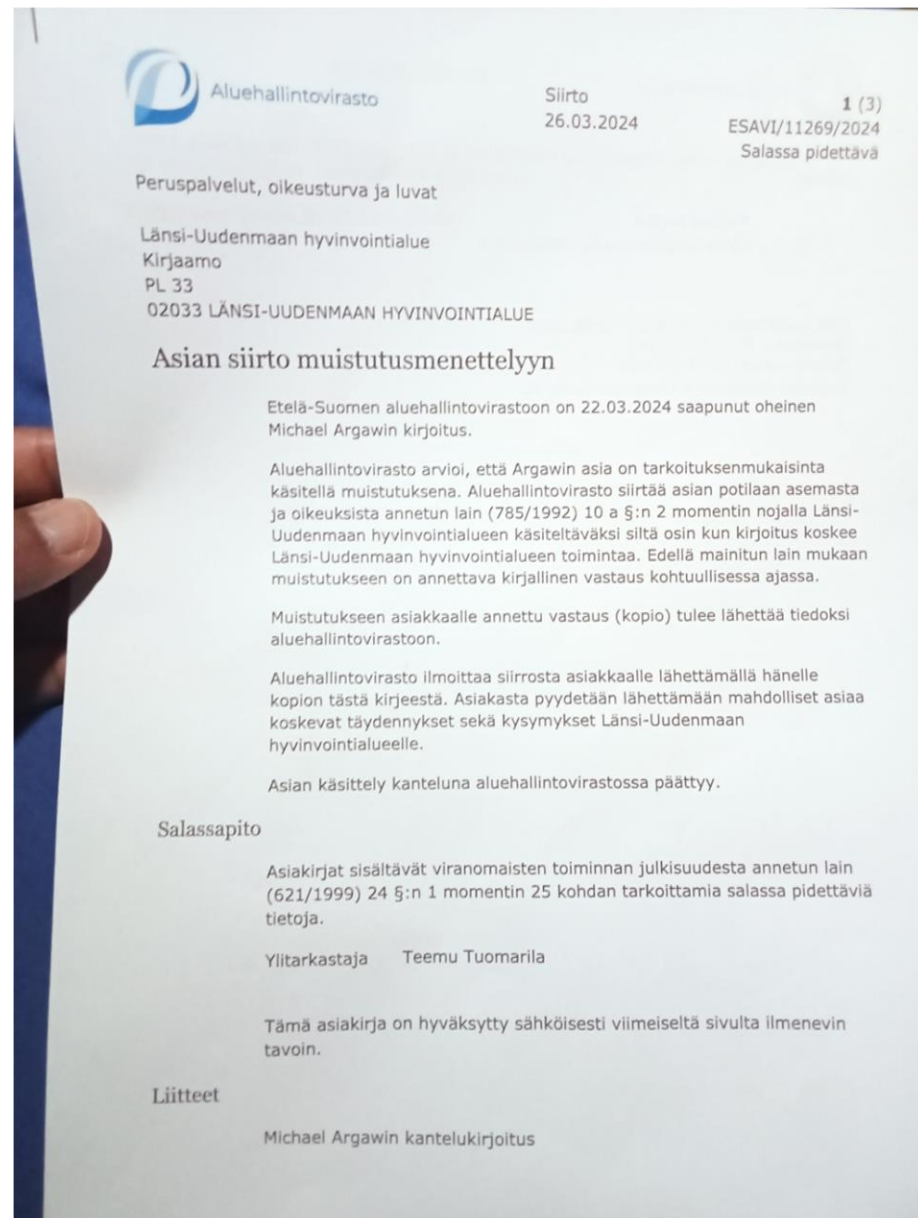 Aluehallintovirasto
Siirto
26.03.2024
1 (3)
ESAVI/11269/2024
Salassa pidettävä
Peruspalvelut, oikeusturva ja luvat
Länsi-Uudenmaan hyvinvointialue
Kirjaamo
PL 33
02033 LÄNSI-UUDENMAAN HYVINVOINTIALUE
Asian siirto muistutusmenettelyyn
Etelä-Suomen aluehallintovirastoon on 22.03.2024 saapunut oheinen
Michael Argawin kirjoitus.
Aluehallintovirasto arvioi, että Argawin asia on tarkoituksenmukaisinta
käsitellä muistutuksena. Aluehallintovirasto siirtää asian potilaan asemasta
ja oikeuksista annetun lain (785/1992) 10 a §:n 2 momentin nojalla Länsi-
Uudenmaan hyvinvointialueen käsiteltäväksi siltä osin kun kirjoitus koskee
Länsi-Uudenmaan hyvinvointialueen toimintaa. Edellä mainitun lain mukaan
muistutukseen on annettava kirjallinen vastaus kohtuullisessa ajassa.
Muistutukseen asiakkaalle annettu vastaus (kopio) tulee lähettää tiedoksi
aluehallintovirastoon.
Aluehallintovirasto ilmoittaa siirrosta asiakkaalle lähettämällä hänelle
kopion tästä kirjeestä. Asiakasta pyydetään lähettämään mahdolliset asiaa
koskevat täydennykset sekä kysymykset Länsi-Uudenmaan
hyvinvointialueelle.
Asian käsittely kanteluna aluehallintovirastossa päättyy.
Salassapito
Asiakirjat sisältävät viranomaisten toiminnan julkisuudesta annetun lain
(621/1999) 24 §:n 1 momentin 25 kohdan tarkoittamia salassa pidettäviä
tietoja.
Ylitarkastaja Teemu Tuomarila
Tämä asiakirja on hyväksytty sähköisesti viimeiseltä sivulta ilmenevin
tavoin.
Liitteet
Michael Argawin kantelukirjoitus